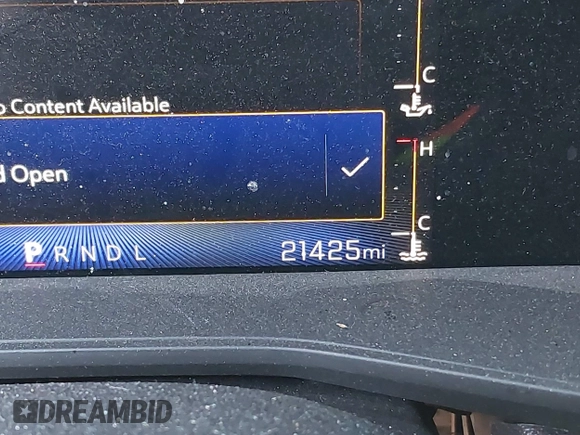 C
o Content Available
H
d Open
C
P R N D L
21425mi
DREAMBID